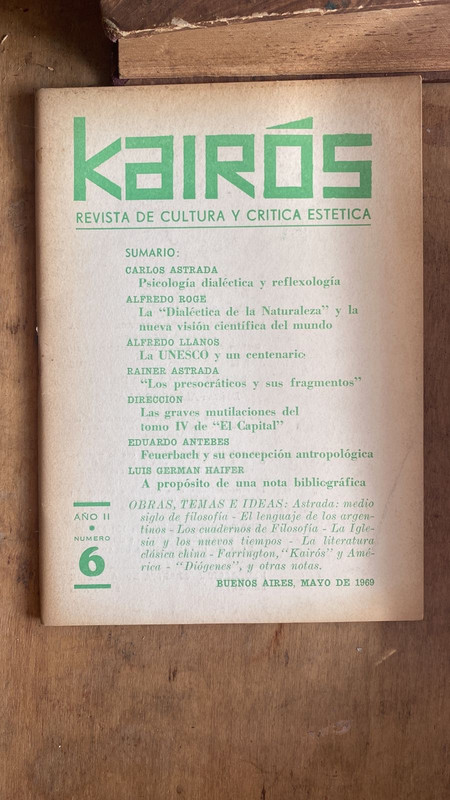 KAIRÓS
REVISTA DE CULTURA Y CRITICA ESTETICA
SUMARIO:
CARLOS ASTRADA
Psicología dialéctica y reflexología
ALFREDO ROGE
La "Dialéctica de la Naturaleza" y la
nueva visión científica del mundo
ALFREDO LLANOS
La UNESCO y un centenario
RAINER ASTRADA
"Los presocráticos y sus fragmentos"
DIRECCION
Las graves mutilaciones del
tomo IV de "El Capital"
EDUARDO ANTEBES
Feuerbach y su concepción antropológica
LUIS GERMAN HAIFER
A propósito de una nota bibliográfica
OBRAS, TEMAS E IDEAS: Astrada: medio
siglo de filosofía - El lenguaje de los argen-
tinos - Los cuadernos de Filosofía - La Igle-
sia y los nuevos tiempos - La literatura
clásica china - Farrington, "Kairós" y Amé-
rica - "Diógenes", y otras notas.
AÑO II
NUMERO
6
BUENOS AIRES, MAYO DE 1969